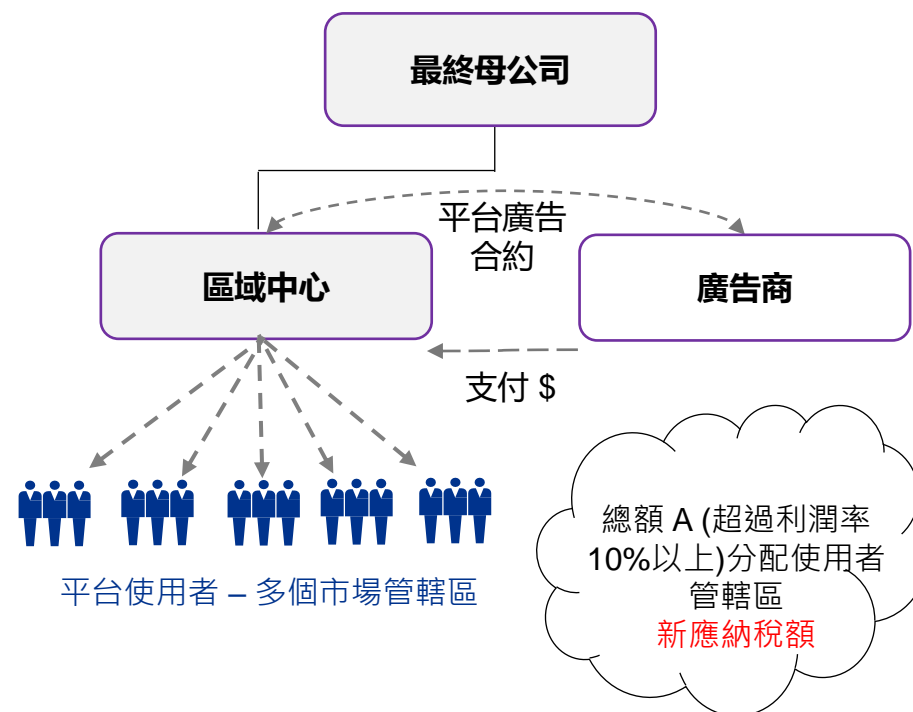 最終母公司
平台廣告
合約
區域中心
廣告商
支付 $
總額 A (超過利潤率
10%以上)分配使用者
管轄區
新應納稅額
平台使用者 – 多個市場管轄區